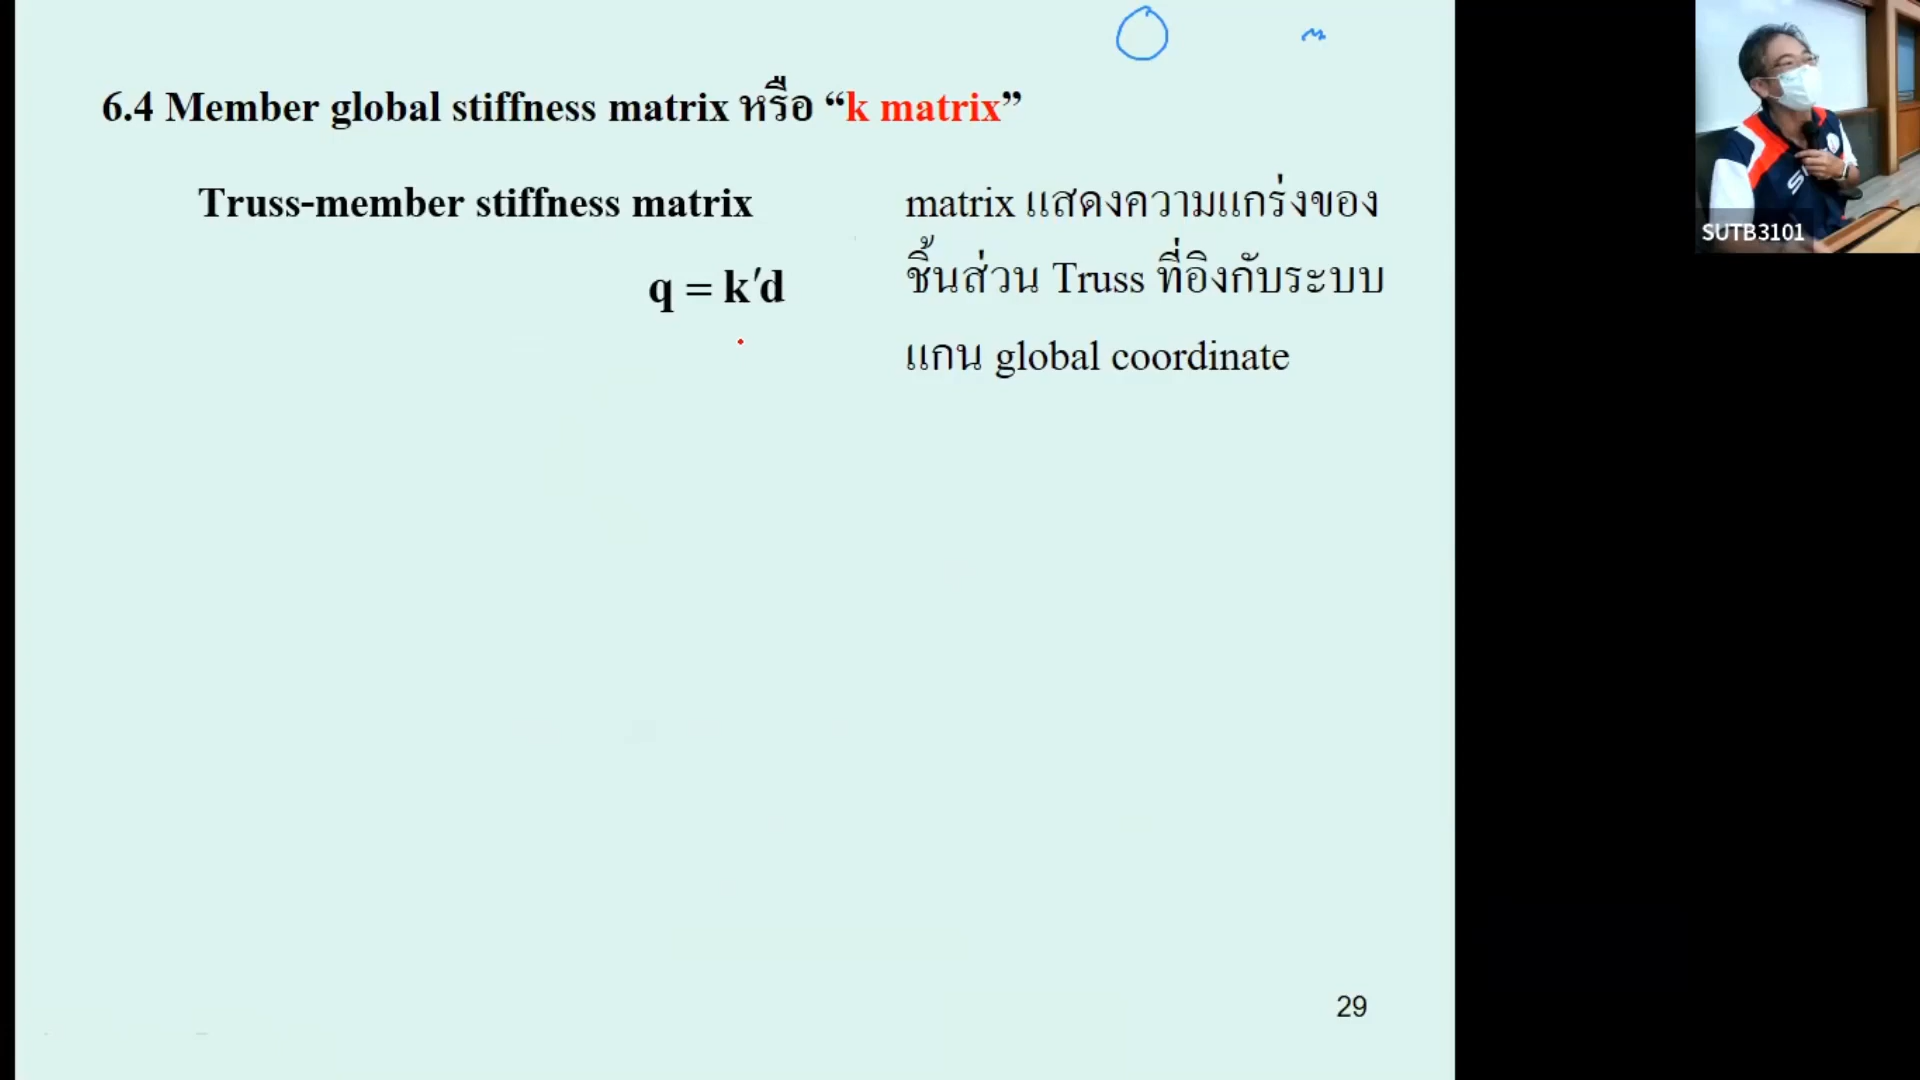 6.4 Member global stiffness matrix หรือ “k matrix”
Truss-member stiffness matrix
q = k′d
matrix แสดงความแกร่งของ
ชิ้นส่วน Truss ที่อิงกับระบบ
แกน global coordinate
29
SUTB3101